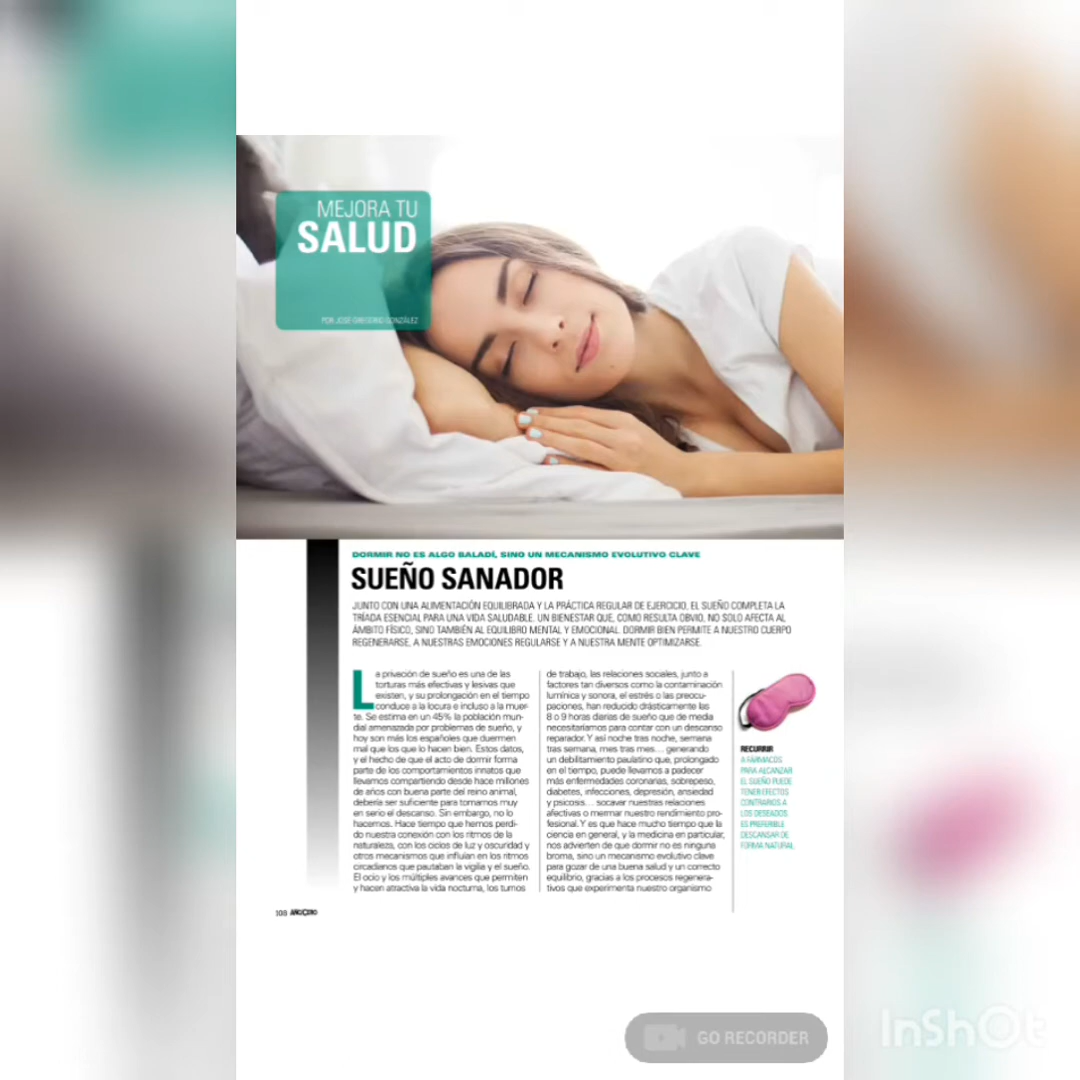 MEJORA TU
SALUD
POR JOSÉ GREGORIO GONZÁLEZ
DORMIR NO ES ALGO BALADÍ, SINO UN MECANISMO EVOLUTIVO CLAVE
SUEÑO SANADOR
JUNTO CON UNA ALIMENTACIÓN EQUILIBRADA Y LA PRÁCTICA REGULAR DE EJERCICIO, EL SUEÑO COMPLETA LA
TRÍADA ESENCIAL PARA UNA VIDA SALUDABLE. UN BIENESTAR QUE, COMO RESULTA OBVIO, NO SOLO AFECTA AL
ÁMBITO FÍSICO, SINO TAMBIÉN AL EQUILIBRO MENTAL Y EMOCIONAL. DORMIR BIEN PERMITE A NUESTRO CUERPO
REGENERARSE, A NUESTRAS EMOCIONES REGULARSE Y A NUESTRA MENTE OPTIMIZARSE.
La privación de sueño es una de las
torturas más efectivas y lesivas que
existen, y su prolongación en el tiempo
conduce a la locura e incluso a la muer-
te. Se estima en un 45% la población mun-
dial amenazada por problemas de sueño, y
hoy son más los españoles que duermen
mal que los que lo hacen bien. Estos datos,
y el hecho de que el acto de dormir forma
parte de los comportamientos innatos que
llevamos compartiendo desde hace millones
de años con buena parte del reino animal,
debería ser suficiente para tomarnos muy
en serio el descanso. Sin embargo, no lo
hacemos. Hace tiempo que hemos perdi-
do nuestra conexión con los ritmos de la
naturaleza, con los ciclos de luz y oscuridad y
otros mecanismos que influían en los ritmos
circadianos que pautaban la vigilia y el sueño.
El ocio y los múltiples avances que permiten
y hacen atractiva la vida nocturna, los turnos
de trabajo, las relaciones sociales, junto a
factores tan diversos como la contaminación
lumínica y sonora, el estrés o las preocu-
paciones, han reducido drásticamente las
8 o 9 horas diarias de sueño que de media
necesitaríamos para contar con un descanso
reparador. Y así noche tras noche, semana
tras semana, mes tras mes... generando
un debilitamiento paulatino que, prolongado
en el tiempo, puede llevarnos a padecer
más enfermedades coronarias, sobrepeso,
diabetes, infecciones, depresión, ansiedad
y psicosis... socavar nuestras relaciones
afectivas o mermar nuestro rendimiento pro-
fesional. Y es que hace mucho tiempo que la
ciencia en general, y la medicina en particular,
nos advierten de que dormir no es ninguna
broma, sino un mecanismo evolutivo clave
para gozar de una buena salud y un correcto
equilibrio, gracias a los procesos regenera-
tivos que experimenta nuestro organismo
RECURRIR
A FÁRMACOS
PARA ALCANZAR
EL SUEÑO PUEDE
TENER EFECTOS
CONTRARIOS A
LOS DESEADOS.
ES PREFERIBLE
DESCANSAR DE
FORMA NATURAL
108 AÑO/CERO
GO RECORDER
InShOt